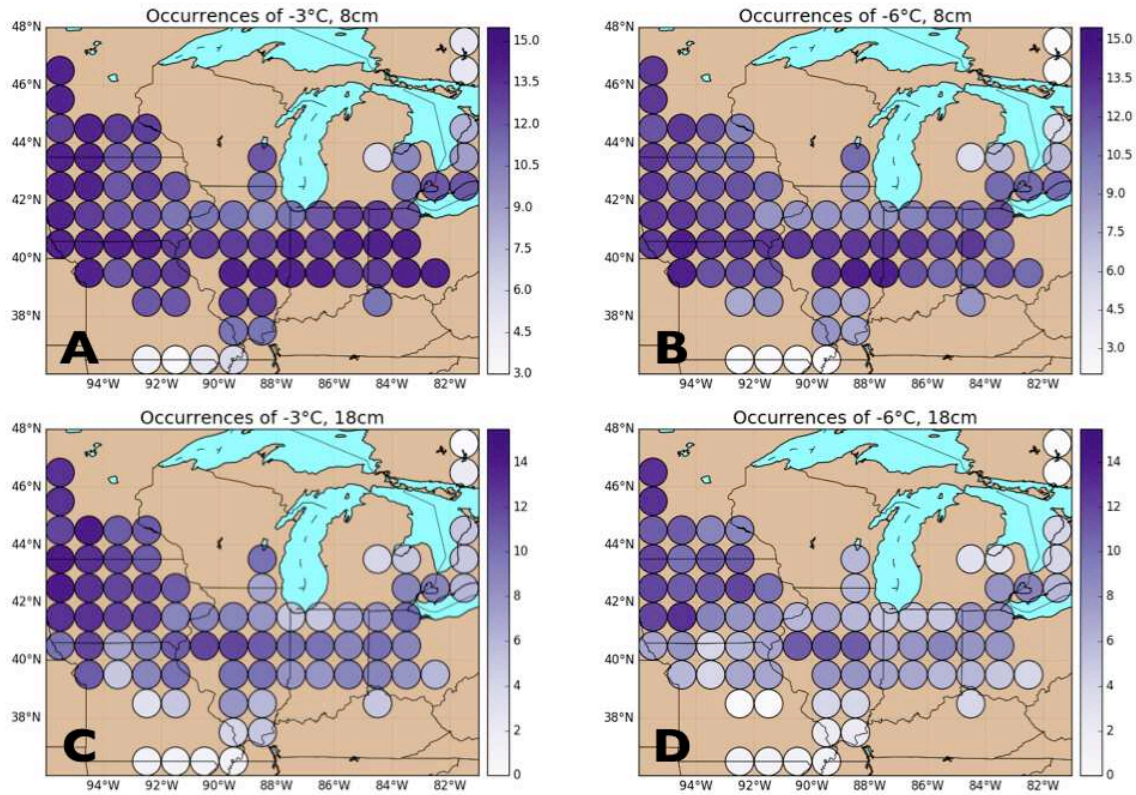 Occurrences of -3°C, 8cm
48°N
46°N
44°N
42°N
40°N
38°N
94°W 92°W 90°W 88°W 86°W 84°W 82°W
15.0
13.5
12.0
10.5
9.0
7.5
6.0
4.5
3.0
A
Occurrences of -6°C, 8cm
48°N
46°N
44°N
42°N
40°N
38°N
94°W 92°W 90°W 88°W 86°W 84°W 82°W
15.0
13.5
12.0
10.5
9.0
7.5
6.0
4.5
3.0
B
Occurrences of -3°C, 18cm
48°N
46°N
44°N
42°N
40°N
38°N
94°W 92°W 90°W 88°W 86°W 84°W 82°W
14
12
10
8
6
4
2
0
C
Occurrences of -6°C, 18cm
48°N
46°N
44°N
42°N
40°N
38°N
94°W 92°W 90°W 88°W 86°W 84°W 82°W
14
12
10
8
6
4
2
0
D